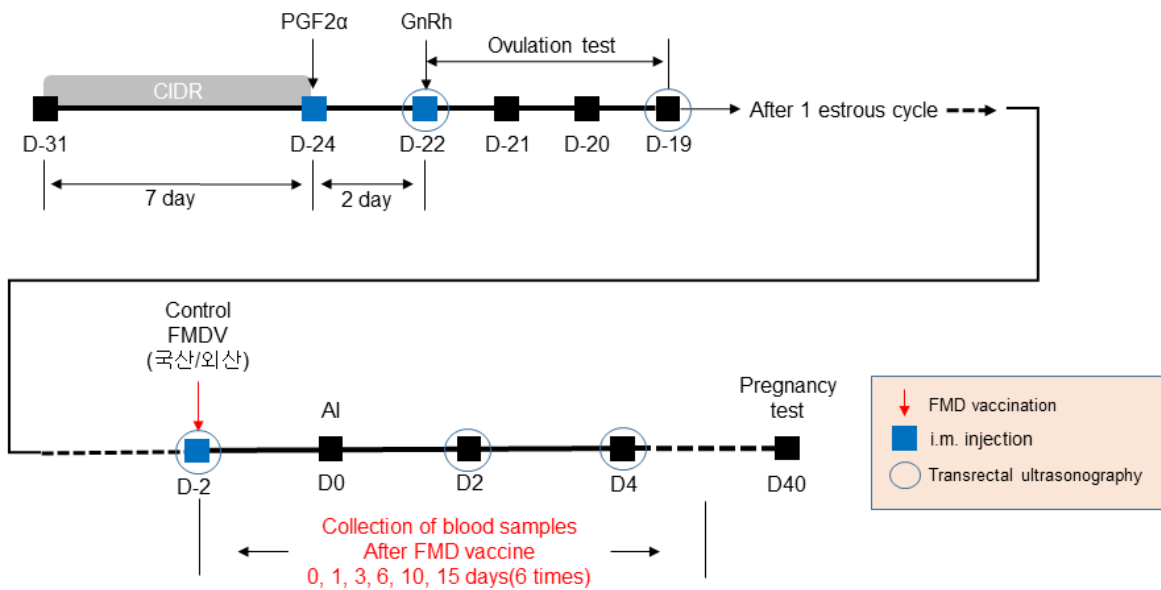 PGF2α
GnRh
Ovulation test
CIDR
After 1 estrous cycle
D-31
D-24
D-22
D-21
D-20
D-19
7 day
2 day
Control
FMDV
(국산/외산)
AI
Pregnancy
test
D-2
D0
D2
D4
D40
Collection of blood samples
After FMD vaccine
0, 1, 3, 6, 10, 15 days(6 times)
FMD vaccination
i.m. injection
Transrectal ultrasonography